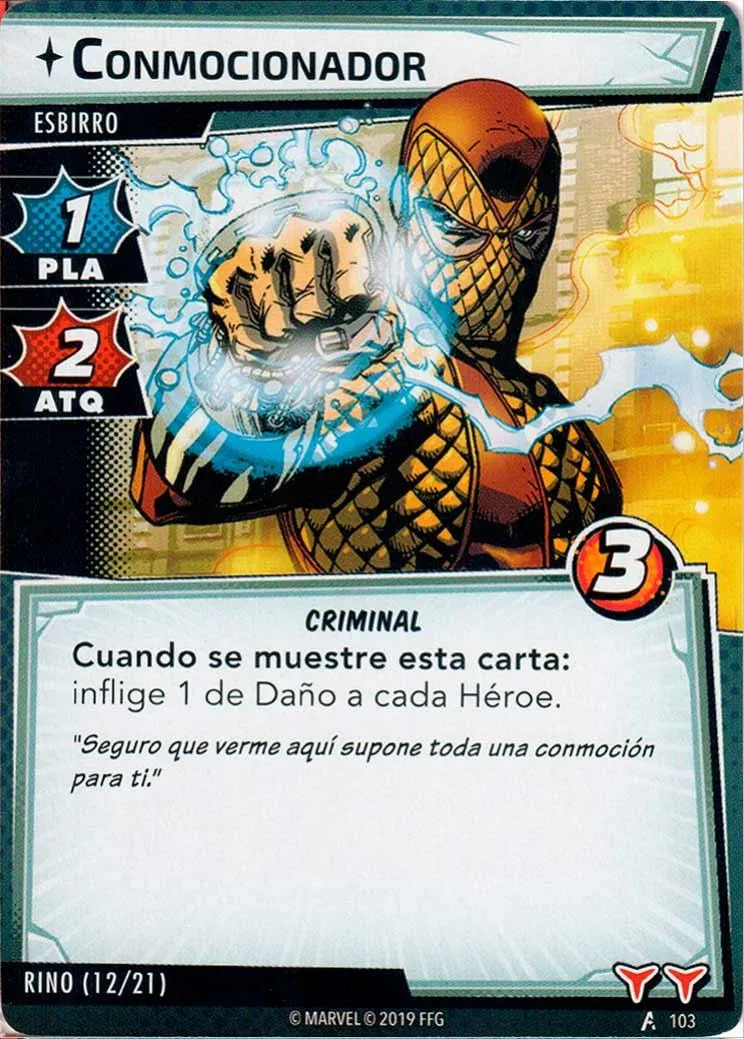 CONMOCIONADOR
ESBIRRO
1
PLA
2
ATQ
3
CRIMINAL
Cuando se muestre esta carta:
inflige 1 de Daño a cada Héroe.
"Seguro que verme aquí supone toda una conmoción
para ti."
RINO (12/21)
© MARVEL © 2019 FFG
103